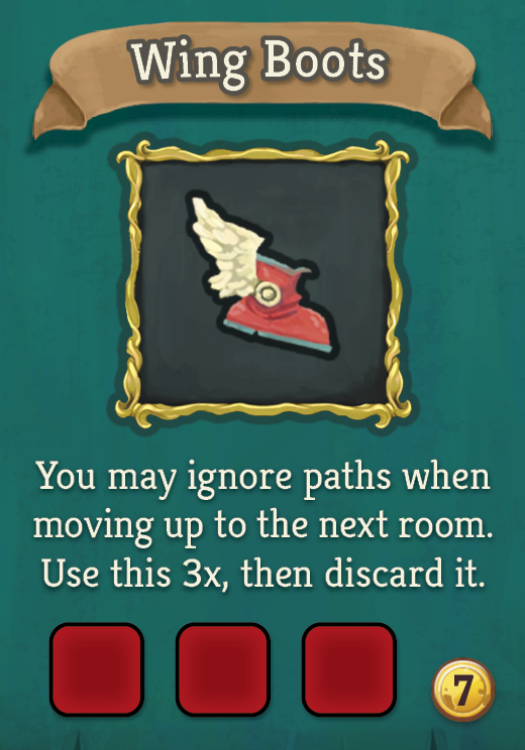 Wing Boots
You may ignore paths when
moving up to the next room.
Use this 3x, then discard it.
7